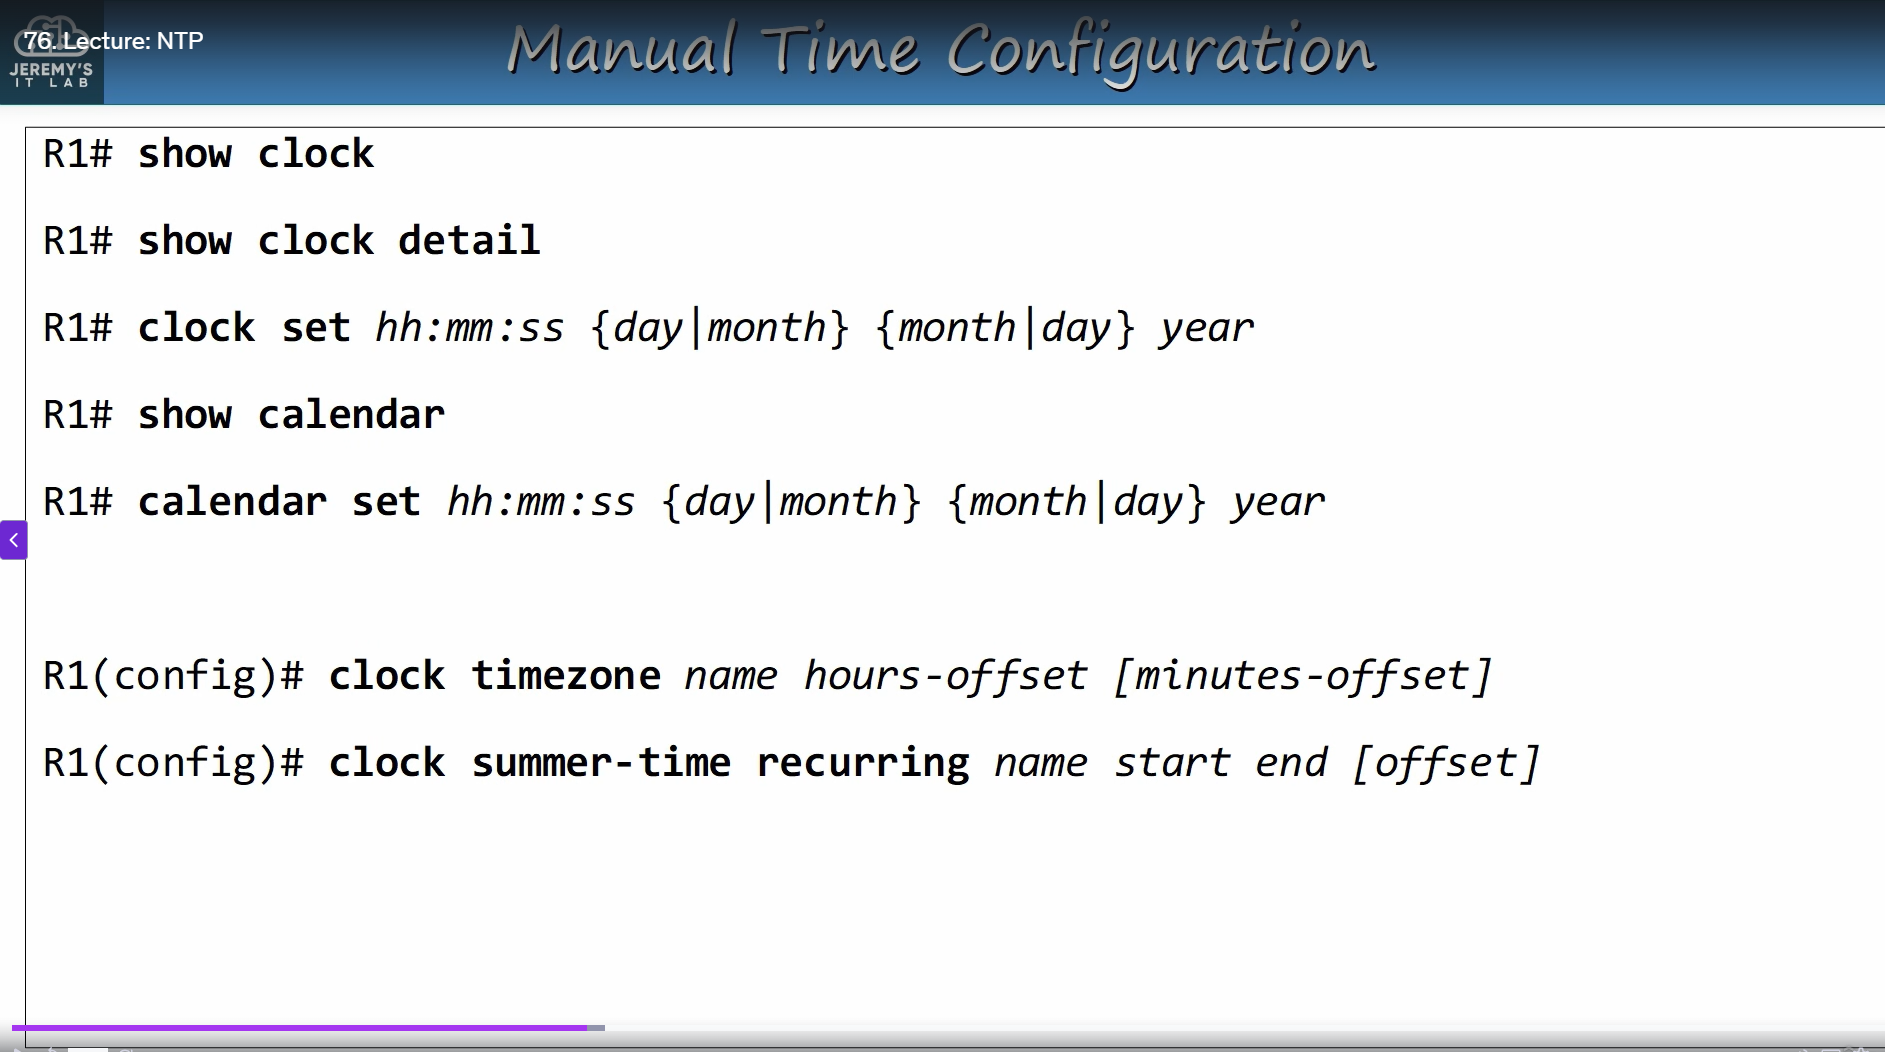 76. Lecture: NTP
JEREMY'S
IT LAB
Manual Time Configuration
R1# show clock
R1# show clock detail
R1# clock set hh:mm:ss {day|month} {month|day} year
R1# show calendar
R1# calendar set hh:mm:ss {day|month} {month|day} year
R1(config)# clock timezone name hours-offset [minutes-offset]
R1(config)# clock summer-time recurring name start end [offset]